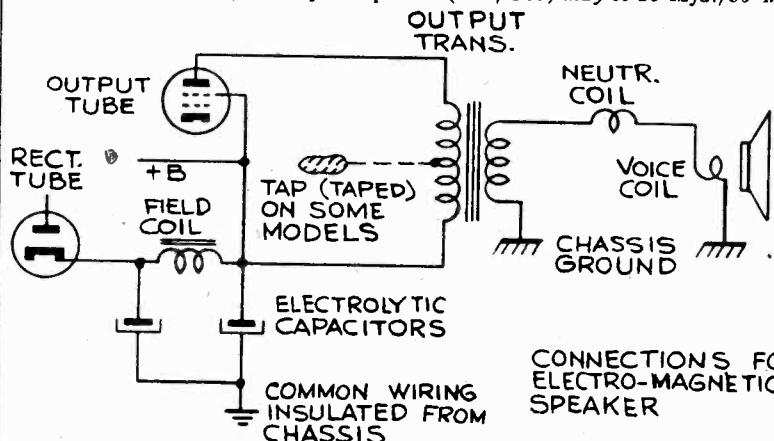 OUTPUT
TRANS.
OUTPUT
TUBE
NEUTR.
COIL
RECT.
TUBE
+B
FIELD
COIL
TAP (TAPED)
ON SOME
MODELS
VOICE
COIL
CHASSIS
GROUND
ELECTROLYTIC
CAPACITORS
COMMON WIRING
INSULATED FROM
CHASSIS
CONNECTIONS FO
ELECTRO-MAGNETIC
SPEAKER